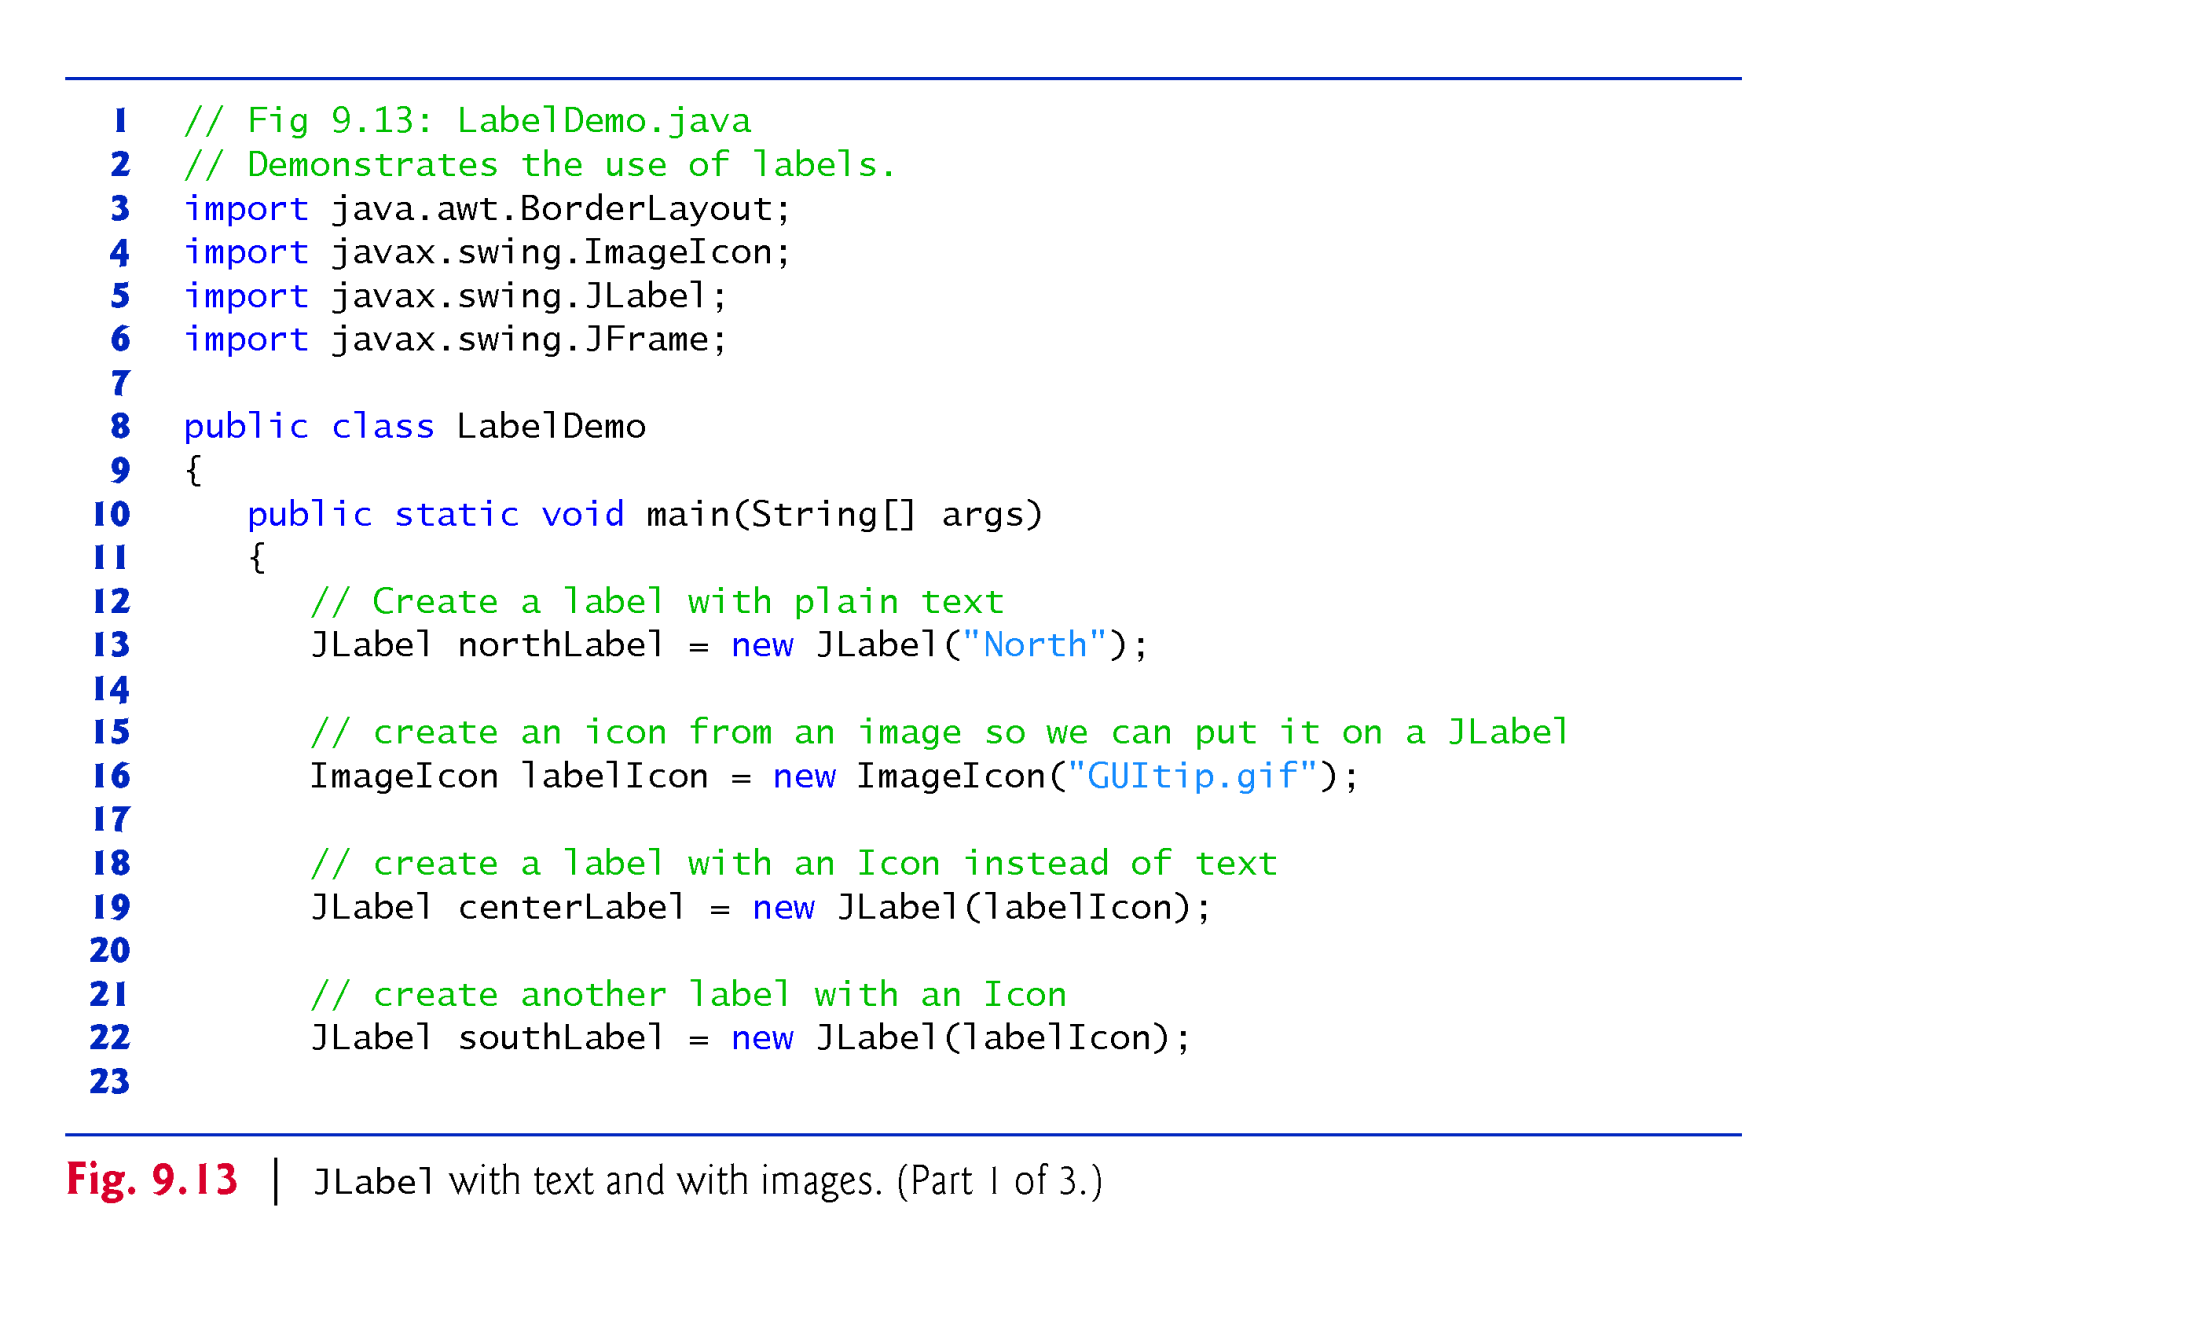 1 // Fig 9.13: LabelDemo.java
2 // Demonstrates the use of labels.
3 import java.awt.BorderLayout;
4 import javax.swing.ImageIcon;
5 import javax.swing.JLabel;
6 import javax.swing.JFrame;
7
8 public class LabelDemo
9 {
10    public static void main(String[] args)
11    {
12       // Create a label with plain text
13       JLabel northLabel = new JLabel("North");
14
15       // create an icon from an image so we can put it on a JLabel
16       ImageIcon labelIcon = new ImageIcon("GUItip.gif");
17
18       // create a label with an Icon instead of text
19       JLabel centerLabel = new JLabel(labelIcon);
20
21       // create another label with an Icon
22       JLabel southLabel = new JLabel(labelIcon);
23
Fig. 9.13 | JLabel with text and with images. (Part 1 of 3.)